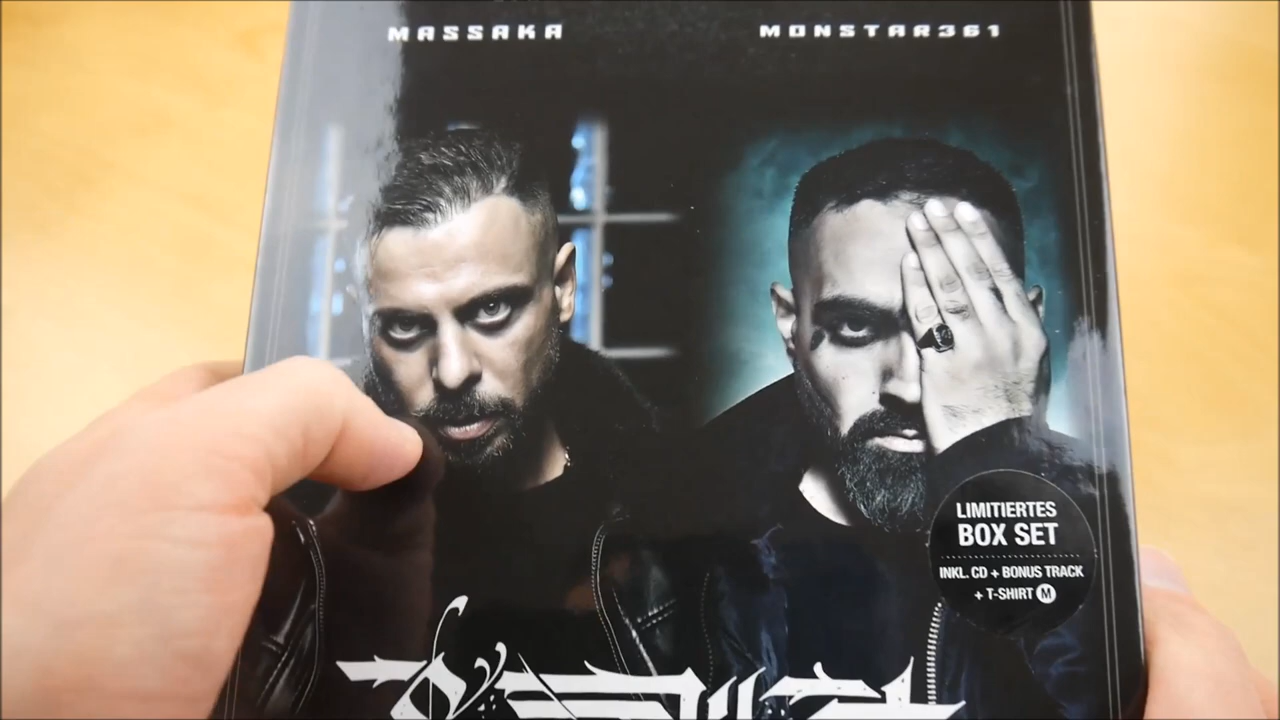 MASSAKA
MONSTAR361
LIMITIERTES
BOX SET
INKL. CD + BONUS TRACK
+ T-SHIRT M